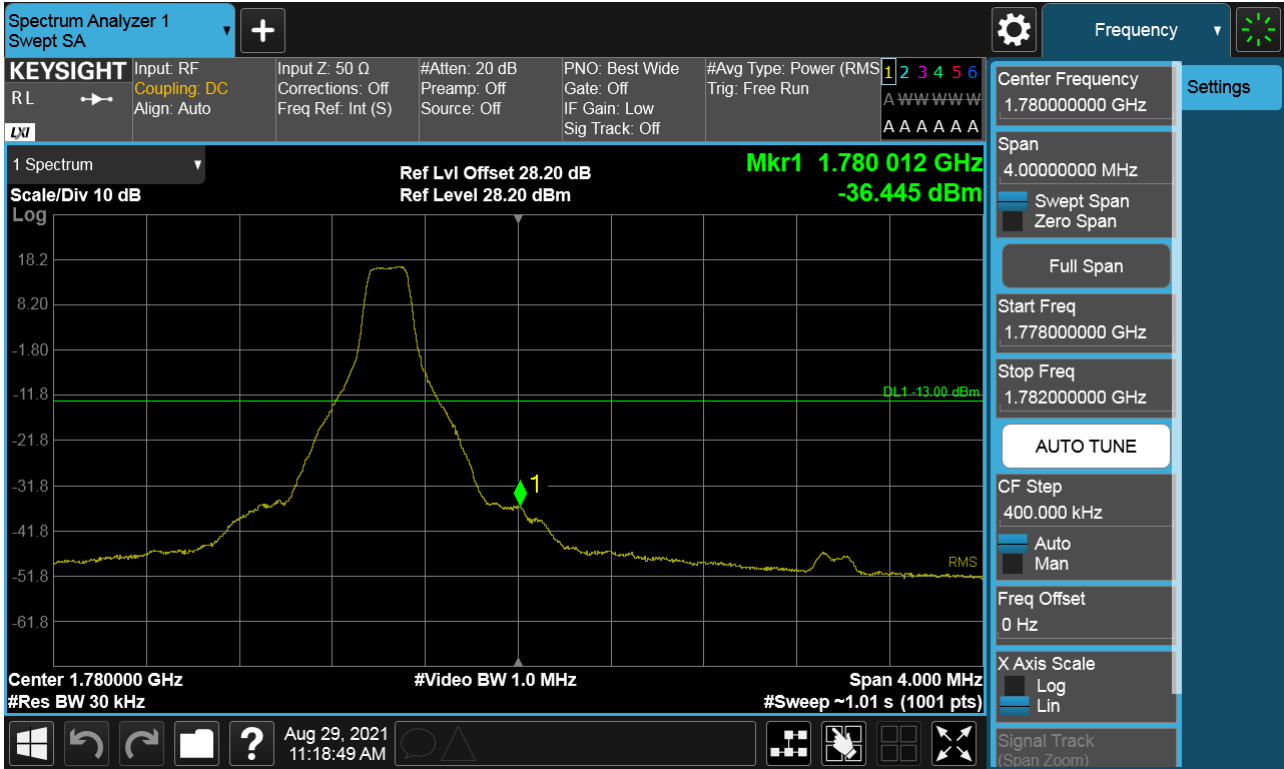 Spectrum Analyzer 1
Swept SA
Frequency
KEYSIGHT
R L
LXI
Input: RF
Coupling: DC
Align: Auto
Input Z: 50 Ω
Corrections: Off
Freq Ref: Int (S)
#Atten: 20 dB
Preamp: Off
Source: Off
PNO: Best Wide
Gate: Off
IF Gain: Low
Sig Track: Off
#Avg Type: Power (RMS
Trig: Free Run
1 2 3 4 5 6
A W W W W W
A A A A A A
1 Spectrum
Scale/Div 10 dB
Log
Ref Lvl Offset 28.20 dB
Ref Level 28.20 dBm
Mkr1 1.780 012 GHz
-36.445 dBm
18.2
8.20
-1.80
-11.8
-21.8
-31.8
-41.8
-51.8
-61.8
DL1 -13.00 dBm
1
RMS
Center 1.780000 GHz
#Video BW 1.0 MHz
Span 4.000 MHz
#Res BW 30 kHz
#Sweep ~1.01 s (1001 pts)
Aug 29, 2021
11:18:49 AM
Center Frequency
1.780000000 GHz
Span
4.00000000 MHz
Swept Span
Zero Span
Full Span
Start Freq
1.778000000 GHz
Stop Freq
1.782000000 GHz
AUTO TUNE
CF Step
400.000 kHz
Auto
Man
Freq Offset
0 Hz
X Axis Scale
Log
Lin
Signal Track
(Span Zoom)
Settings